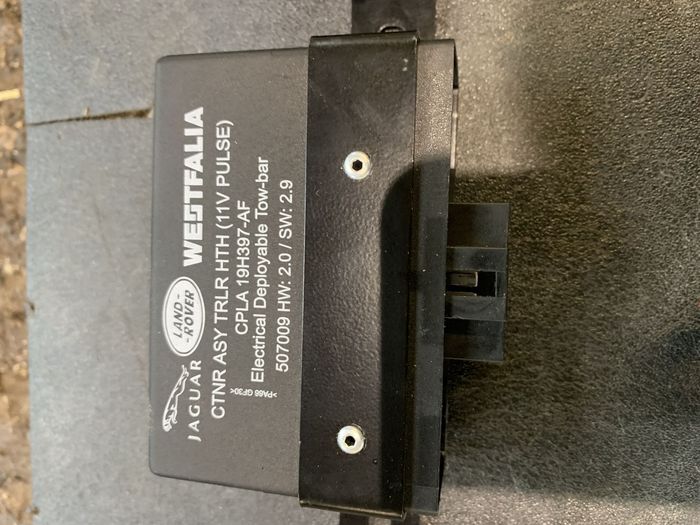 JAGUAR
LAND-
-ROVER
WESTFALIA
CTNR ASY TRLR HTH (11V PULSE)
CPLA 19H397-AF
Electrical Deployable Tow-bar
507009 HW: 2.0 / SW: 2.9
>PA66 GF30<